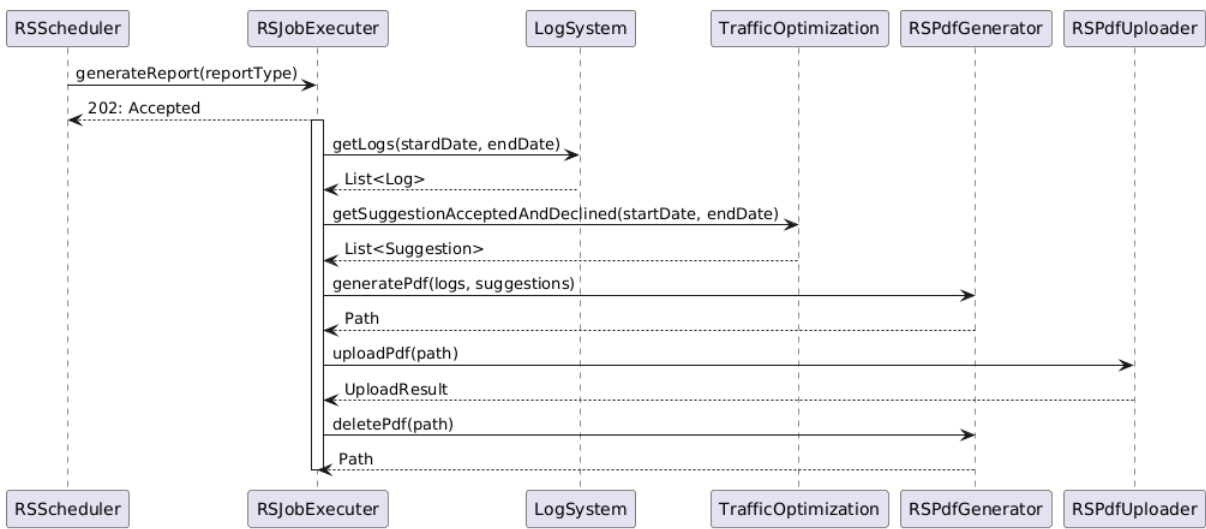 RSScheduler RSJobExecuter LogSystem TrafficOptimization RSPdfGenerator RSPdfUploader
generateReport(reportType)
202: Accepted
getLogs(stardDate, endDate)
List<Log>
getSuggestionAcceptedAndDeclined(startDate, endDate)
List<Suggestion>
generatePdf(logs, suggestions)
Path
uploadPdf(path)
UploadResult
deletePdf(path)
Path
RSScheduler RSJobExecuter LogSystem TrafficOptimization RSPdfGenerator RSPdfUploader